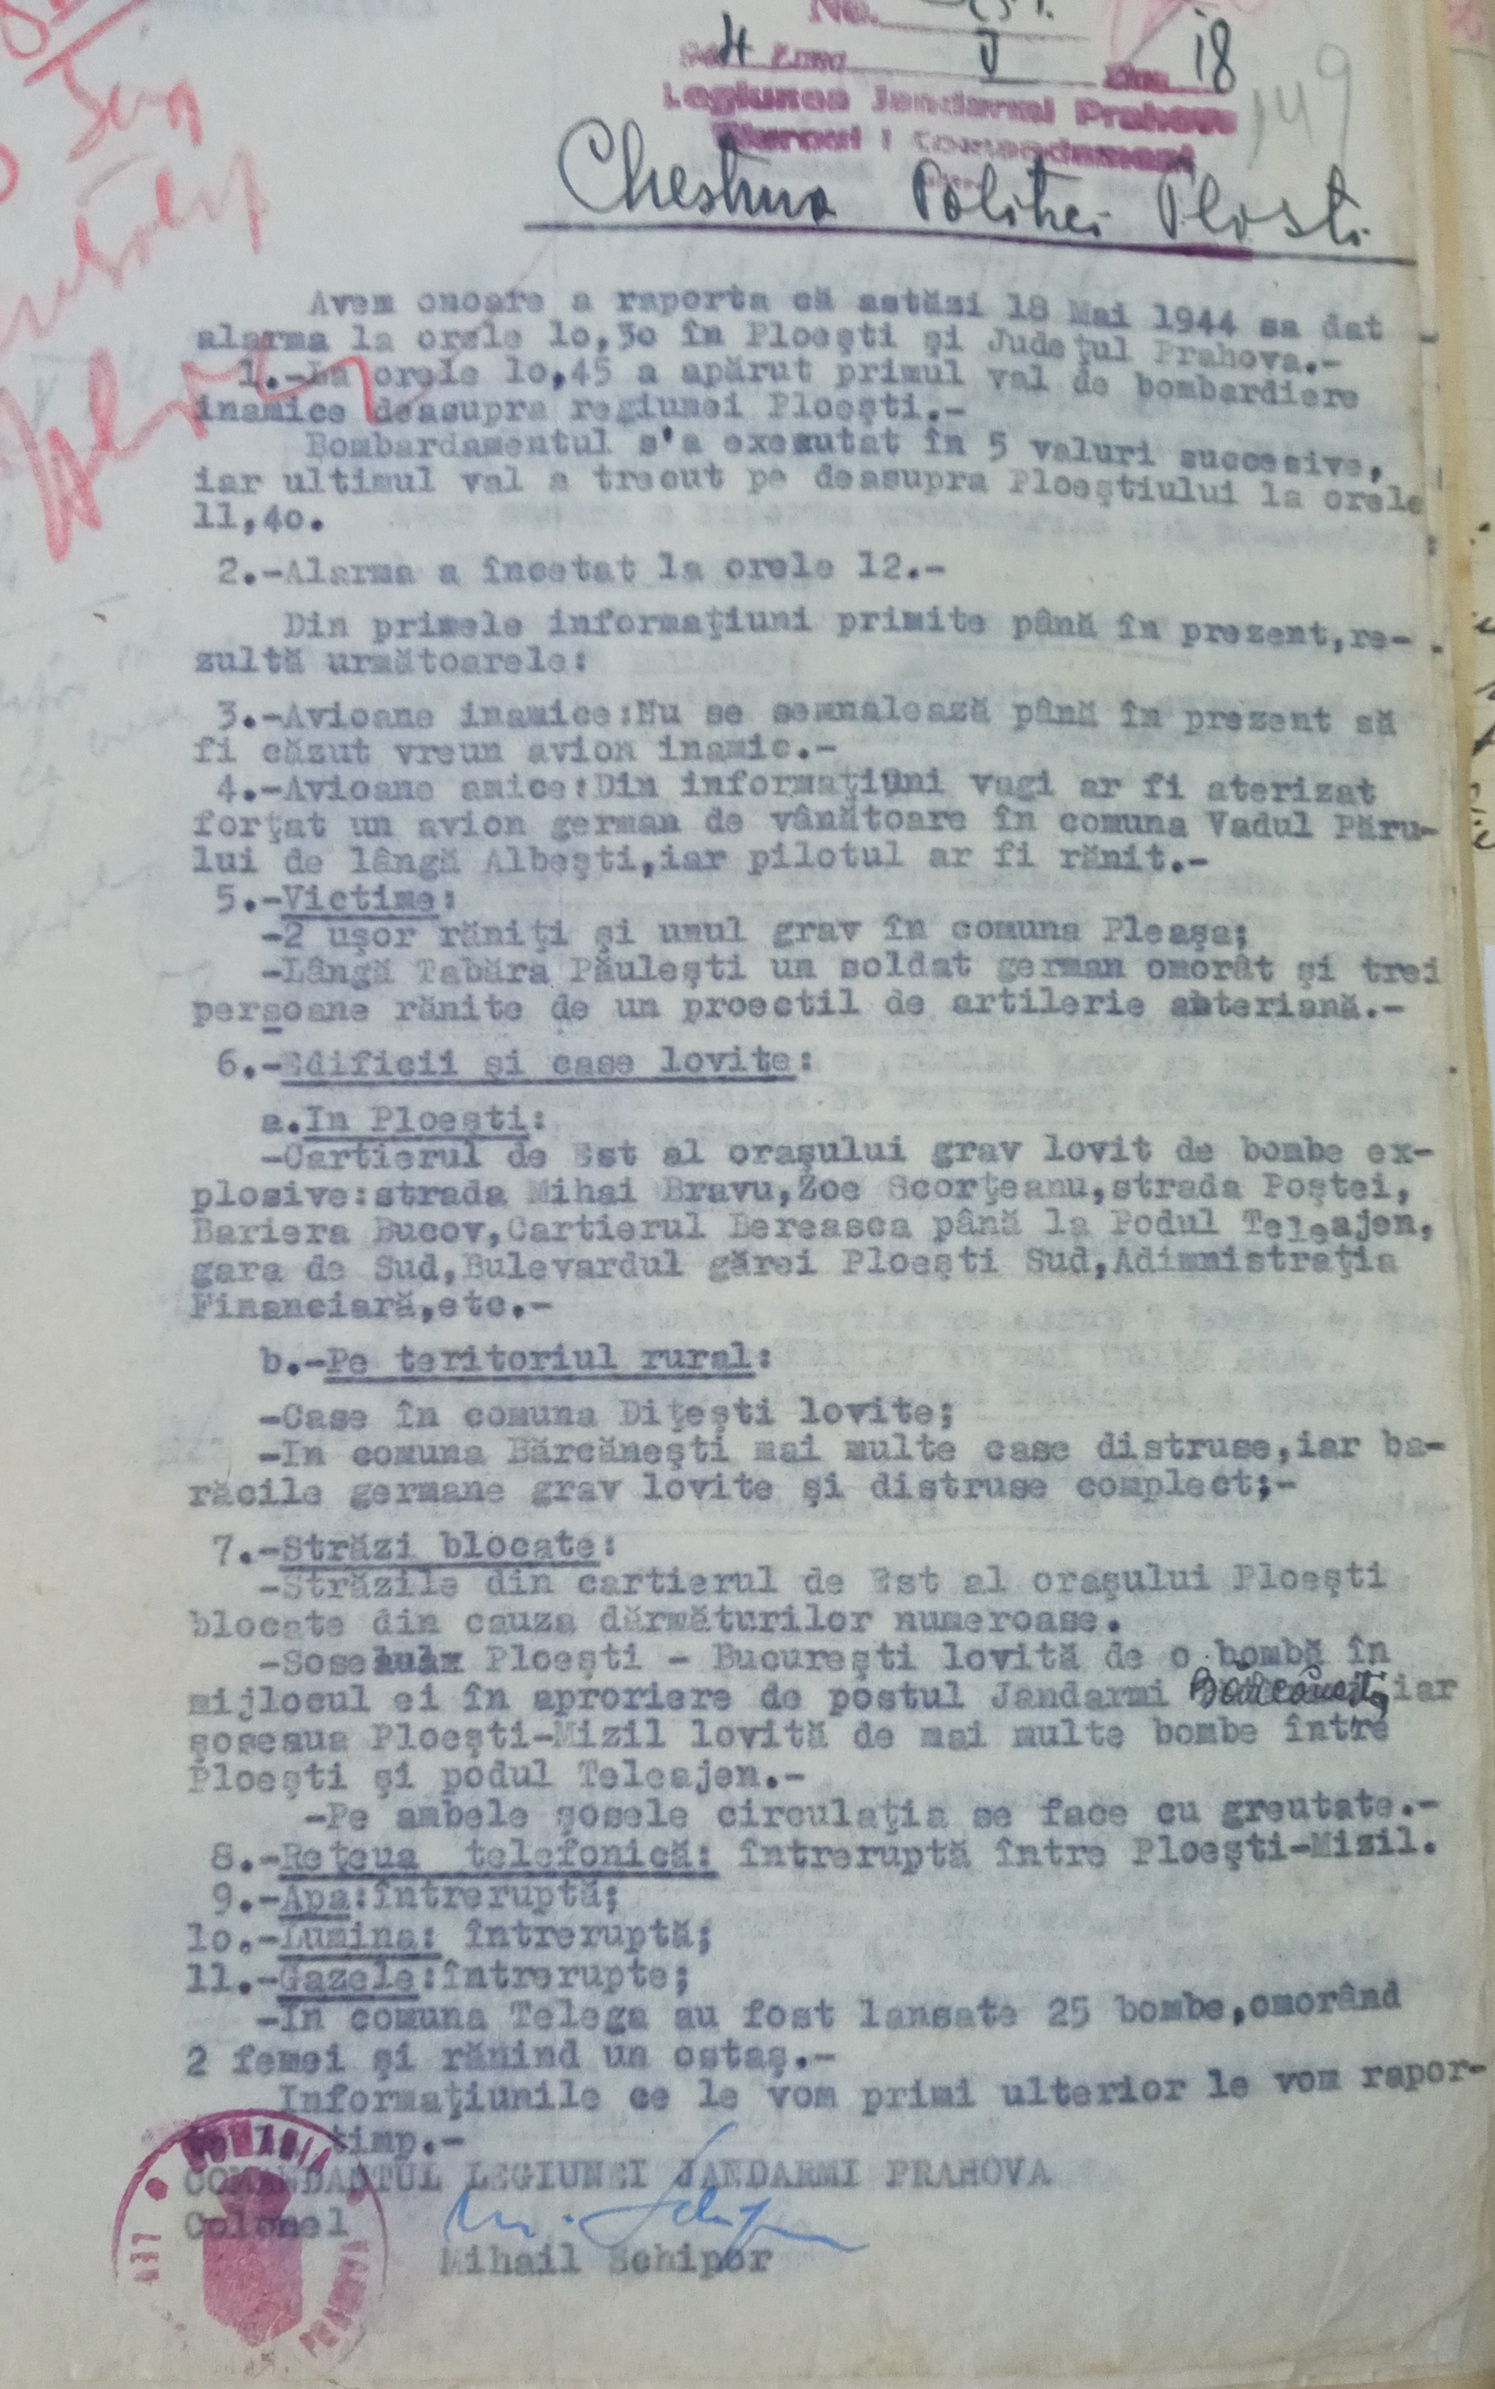 No.
44 Luna V Ziua 18
149
Legiunea Jandarmi Prahova
Biroul I Comandament
Chestura Politiei Ploesti
Avem onoare a raporta că astăzi 18 Mai 1944 sa dat
alarma la orele lo,3o în Ploeşti şi Judeţul Prahova.-
1.-La orele lo,45 a apărut primul val de bombardiere
inamice deasupra regiunei Ploeşti.-
Bombardamentul s'a executat în 5 valuri succesive,
iar ultimul val a trecut pe deasupra Ploeştiului la orele
11,4o.
2.-Alarma a încetat la orele 12.-
Din primele informaţiuni primite până în prezent,re-
zultă următoarele:
3.-Avioane inamice:Nu se semnalează până în prezent să
fi căzut vreun avion inamic.-
4.-Avioane amice:Din informaţiuni vagi ar fi aterizat
forţat un avion german de vânătoare în comuna Vadul Păru-
lui de lângă Albeşti,iar pilotul ar fi rănit.-
5.-Victime:
-2 uşor răniţi şi unul grav în comuna Pleaşa;
-Lângă Tabăra Păuleşti un soldat german omorât şi trei
persoane rănite de un proectil de artilerie anteriană.-
6.-Edificii şi case lovite:
a.In Ploeşti:
-Cartierul de Est al oraşului grav lovit de bombe ex-
plosive:strada Mihai Bravu,Zoe Scorţeanu,strada Poştei,
Bariera Bucov,Cartierul Bereasca până la Podul Teleajen,
gara de Sud,Bulevardul gărei Ploeşti Sud,Adimnistraţia
Financiară,etc.-
b.-Pe teritoriul rural:
-Case în comuna Diţeşti lovite;
-In comuna Bărcăneşti mai multe case distruse,iar ba-
răcile germane grav lovite şi distruse complect;-
7.-Străzi blocate:
-Străzile din cartierul de Est al oraşului Ploeşti
blocate din cauza dărmăturilor numeroase.
-Sose Ploeşti - Bucureşti lovită de o bombă în
mijlocul ei în aproriere de postul Jandarmi Bărcăneşti, iar
şoseaua Ploeşti-Mizil lovită de mai multe bombe între
Ploeşti şi podul Teleajen.-
-Pe ambele şosele circulaţia se face cu greutate.-
8.-Reţeua telefonică: întreruptă între Ploeşti-Mizil.
9.-Apa:întreruptă;
lo.-Lumina: întreruptă;
11.-Gazele:întrerupte;
-In comuna Telega au fost lansate 25 bombe,omorând
2 femei şi rănind un ostaş.-
Informaţiunile ce le vom primi ulterior le vom rapor-
timp.-
COMANDANTUL LEGIUNEI JANDARMI PRAHOVA
Colonel
Mihail Schipor
ROMANIA
PRAHOVA